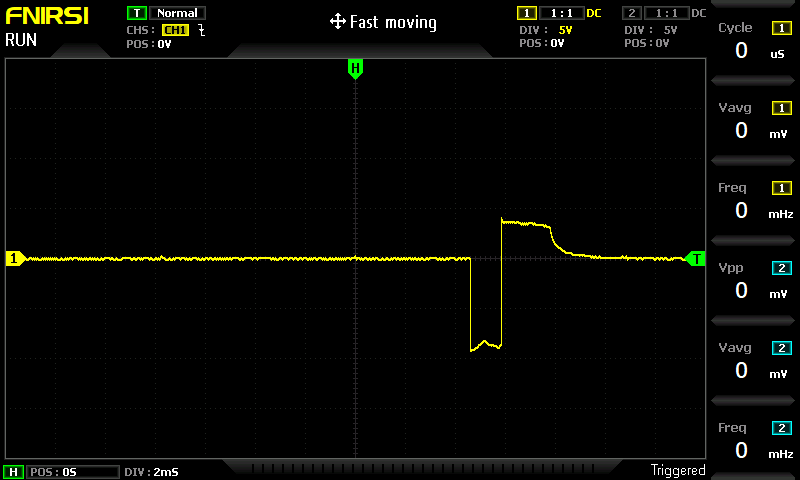 FNIRSI
RUN
T Normal
CHS: CH1
POS: 0V
Fast moving
1 1:1 DC
DIV: 5V
POS: 0V
2 1:1 DC
DIV: 5V
POS: 0V
H
1
T
Cycle 1
0 uS
Vavg 1
0 mV
Freq 1
0 mHz
Vpp 2
0 mV
Vavg 2
0 mV
Freq 2
0 mHz
H POS: 0S DIV: 2mS
Triggered